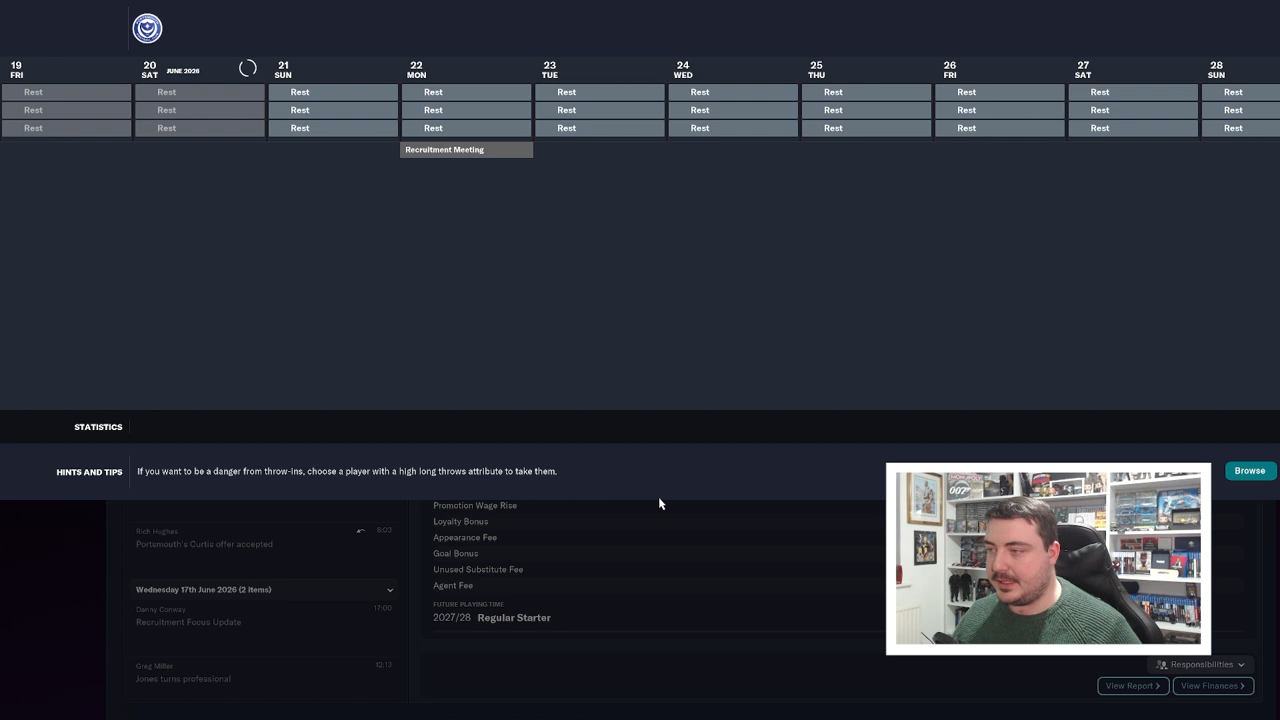 19
FRI
20
SAT JUNE 2026
21
SUN
22
MON
23
TUE
24
WED
25
THU
26
FRI
27
SAT
28
SUN
Rest Rest Rest Rest Rest Rest Rest Rest Rest Rest
Rest Rest Rest Rest Rest Rest Rest Rest Rest Rest
Rest Rest Rest Rest Rest Rest Rest Rest Rest Rest
Recruitment Meeting
STATISTICS
HINTS AND TIPS If you want to be a danger from throw-ins, choose a player with a high long throws attribute to take them.
Browse
Rich Hughes
Portsmouth's Curtis offer accepted
Wednesday 17th June 2026 (2 items)
Danny Conway 17:00
Recruitment Focus Update
Greg Miller 12:13
Jones turns professional
Promotion Wage Rise
Loyalty Bonus
Appearance Fee
Goal Bonus
Unused Substitute Fee
Agent Fee
FUTURE PLAYING TIME
2027/28 Regular Starter
MONOPOLY
007
Responsibilities
View Report
View Finances